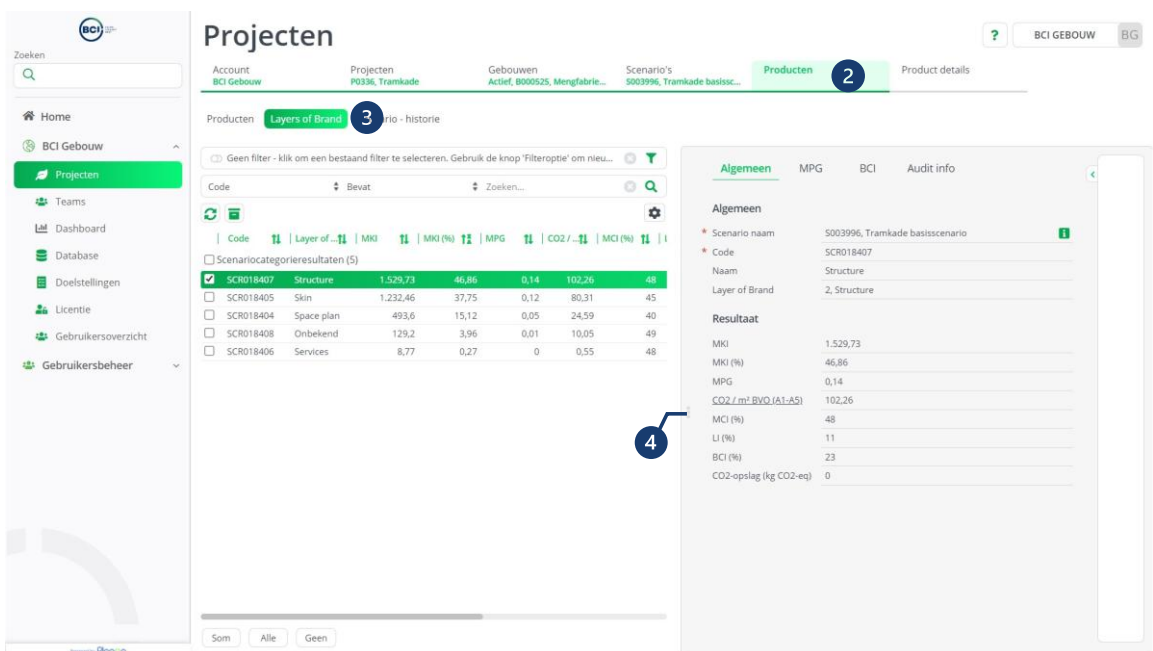 BCI
Projecten
?
BCI GEBOUW
BG
Zoeken
Account
BCI Gebouw
Projecten
P0336, Tramkade
Gebouwen
Actief, B000525, Mengfabrie...
Scenario's
S003996, Tramkade basissc...
Producten
2
Product details
Home
BCI Gebouw
Projecten
Teams
Dashboard
Database
Doelstellingen
Licentie
Gebruikersoverzicht
Gebruikersbeheer
Producten
Layers of Brand
3
rio - historie
Geen filter - klik om een bestaand filter te selecteren. Gebruik de knop 'Filteroptie' om nieu...
Code Bevat Zoeken...
Code Layer of ... MKI MKI (%) MPG CO2 / ... MCI (%)
Scenariocategorieresultaten (5)
SCR018407 Structure 1.529,73 46,86 0,14 102,26 48
SCR018405 Skin 1.232,46 37,75 0,12 80,31 45
SCR018404 Space plan 493,6 15,12 0,05 24,59 40
SCR018408 Onbekend 129,2 3,96 0,01 10,05 49
SCR018406 Services 8,77 0,27 0 0,55 48
Som Alle Geen
4
Algemeen MPG BCI Audit info
Algemeen
* Scenario naam S003996, Tramkade basisscenario
* Code SCR018407
Naam Structure
Layer of Brand 2, Structure
Resultaat
MKI 1.529,73
MKI (%) 46,86
MPG 0,14
CO2 / m² BVO (A1-A5) 102,26
MCI (%) 48
LI (%) 11
BCI (%) 23
CO2-opslag (kg CO2-eq) 0